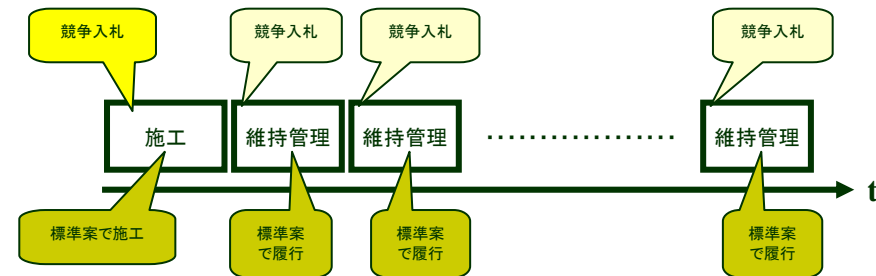 競争入札
競争入札
競争入札
競争入札
施工
維持管理
維持管理
………………
維持管理
t
標準案で施工
標準案
で履行
標準案
で履行
標準案
で履行